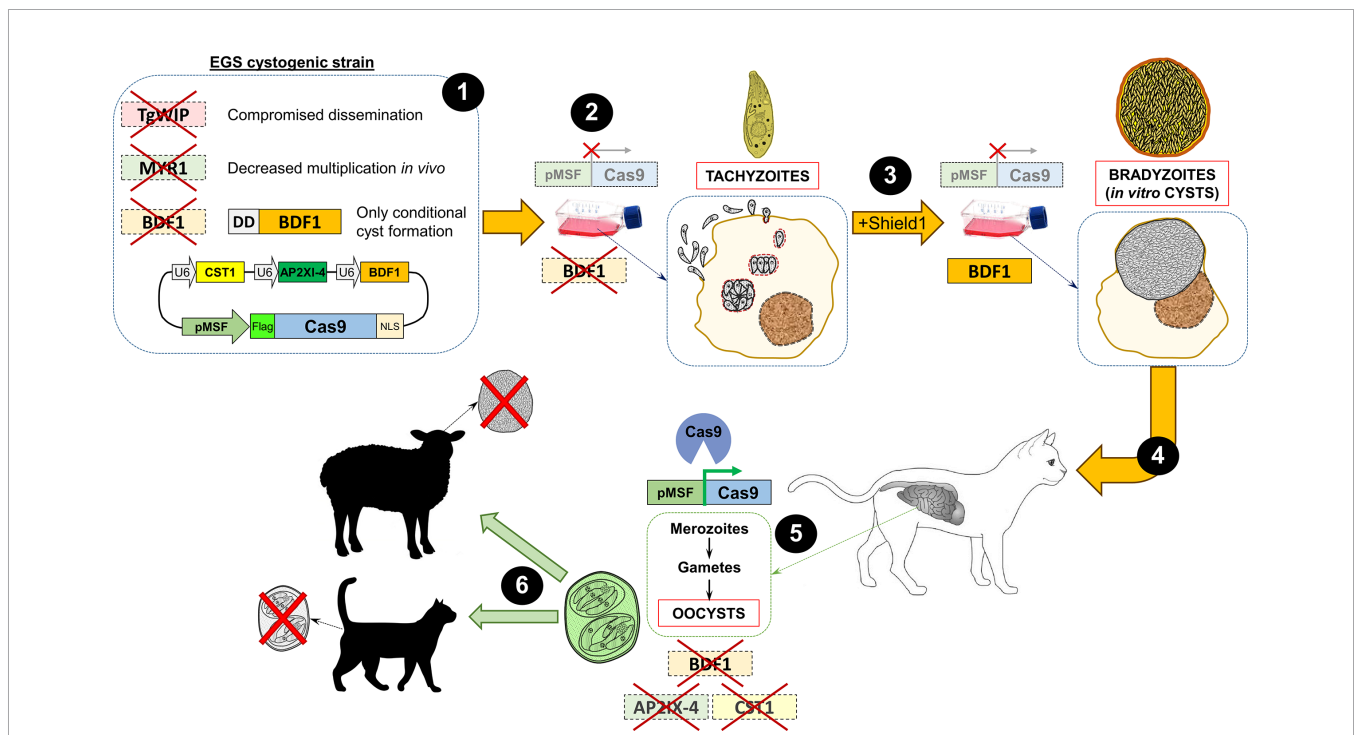 EGS cystogenic strain
1
TgWIP
Compromised dissemination
MYR1
Decreased multiplication in vivo
BDF1
DD
BDF1
Only conditional
cyst formation
U6
CST1
U6
AP2XI-4
U6
BDF1
pMSF
Flag
Cas9
NLS
2
pMSF
Cas9
BDF1
TACHYZOITES
3
+Shield1
pMSF
Cas9
BDF1
BRADYZOITES
(in vitro CYSTS)
4
Cas9
pMSF
Cas9
5
Merozoites
Gametes
OOCYSTS
BDF1
AP2IX-4
CST1
6